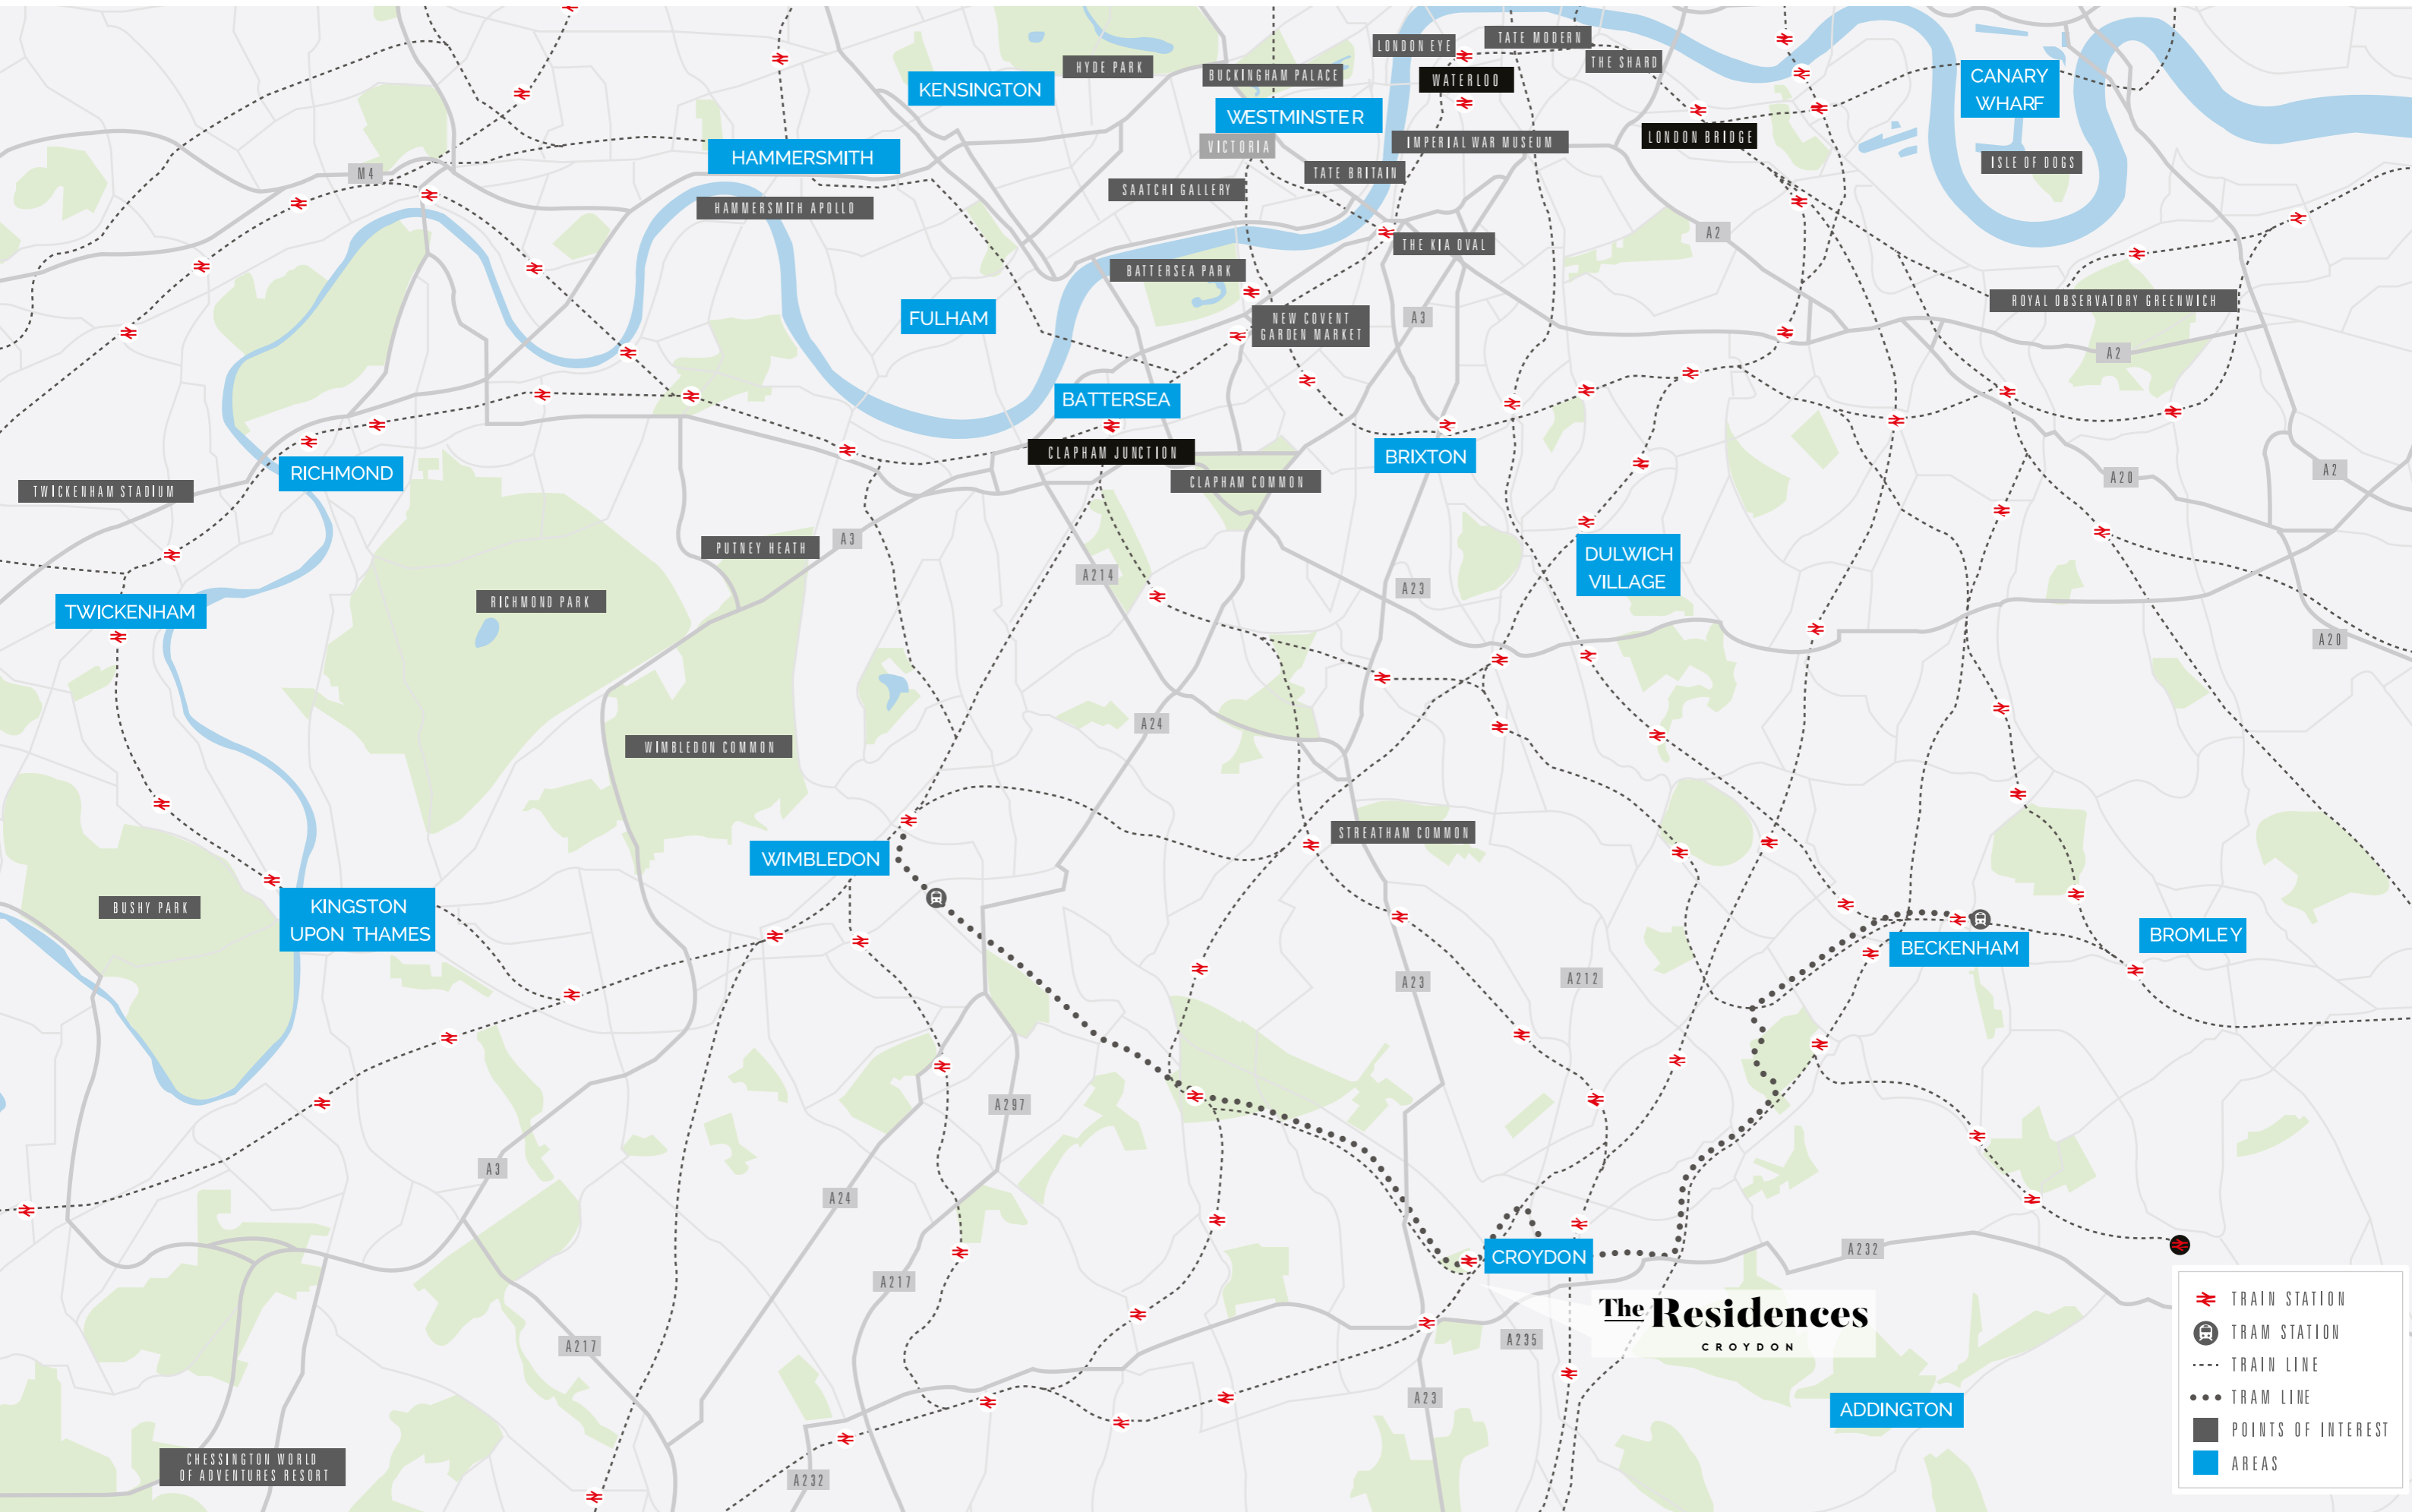 LONDON EYE
TATE MODERN
THE SHARD
HYDE PARK
BUCKINGHAM PALACE
WATERLOO
KENSINGTON
CANARY
WHARF
WESTMINSTER
HAMMERSMITH
VICTORIA
IMPERIAL WAR MUSEUM
LONDON BRIDGE
ISLE OF DOGS
M4
TATE BRITAIN
SAATCHI GALLERY
HAMMERSMITH APOLLO
A2
THE KIA OVAL
BATTERSEA PARK
ROYAL OBSERVATORY GREENWICH
FULHAM
NEW COVENT
GARDEN MARKET
A3
A2
BATTERSEA
CLAPHAM JUNCTION
BRIXTON
RICHMOND
A2
A20
CLAPHAM COMMON
TWICKENHAM STADIUM
A3
PUTNEY HEATH
DULWICH
VILLAGE
A214
A23
RICHMOND PARK
TWICKENHAM
A20
A24
WIMBLEDON COMMON
STREATHAM COMMON
WIMBLEDON
BUSHY PARK
KINGSTON
UPON THAMES
BROMLEY
BECKENHAM
A23
A212
A297
A3
A24
CROYDON
A232
A217
The Residences
CROYDON
A235
A217
A23
ADDINGTON
CHESSINGTON WORLD
OF ADVENTURES RESORT
A232
TRAIN STATION
TRAM STATION
TRAIN LINE
TRAM LINE
POINTS OF INTEREST
AREAS